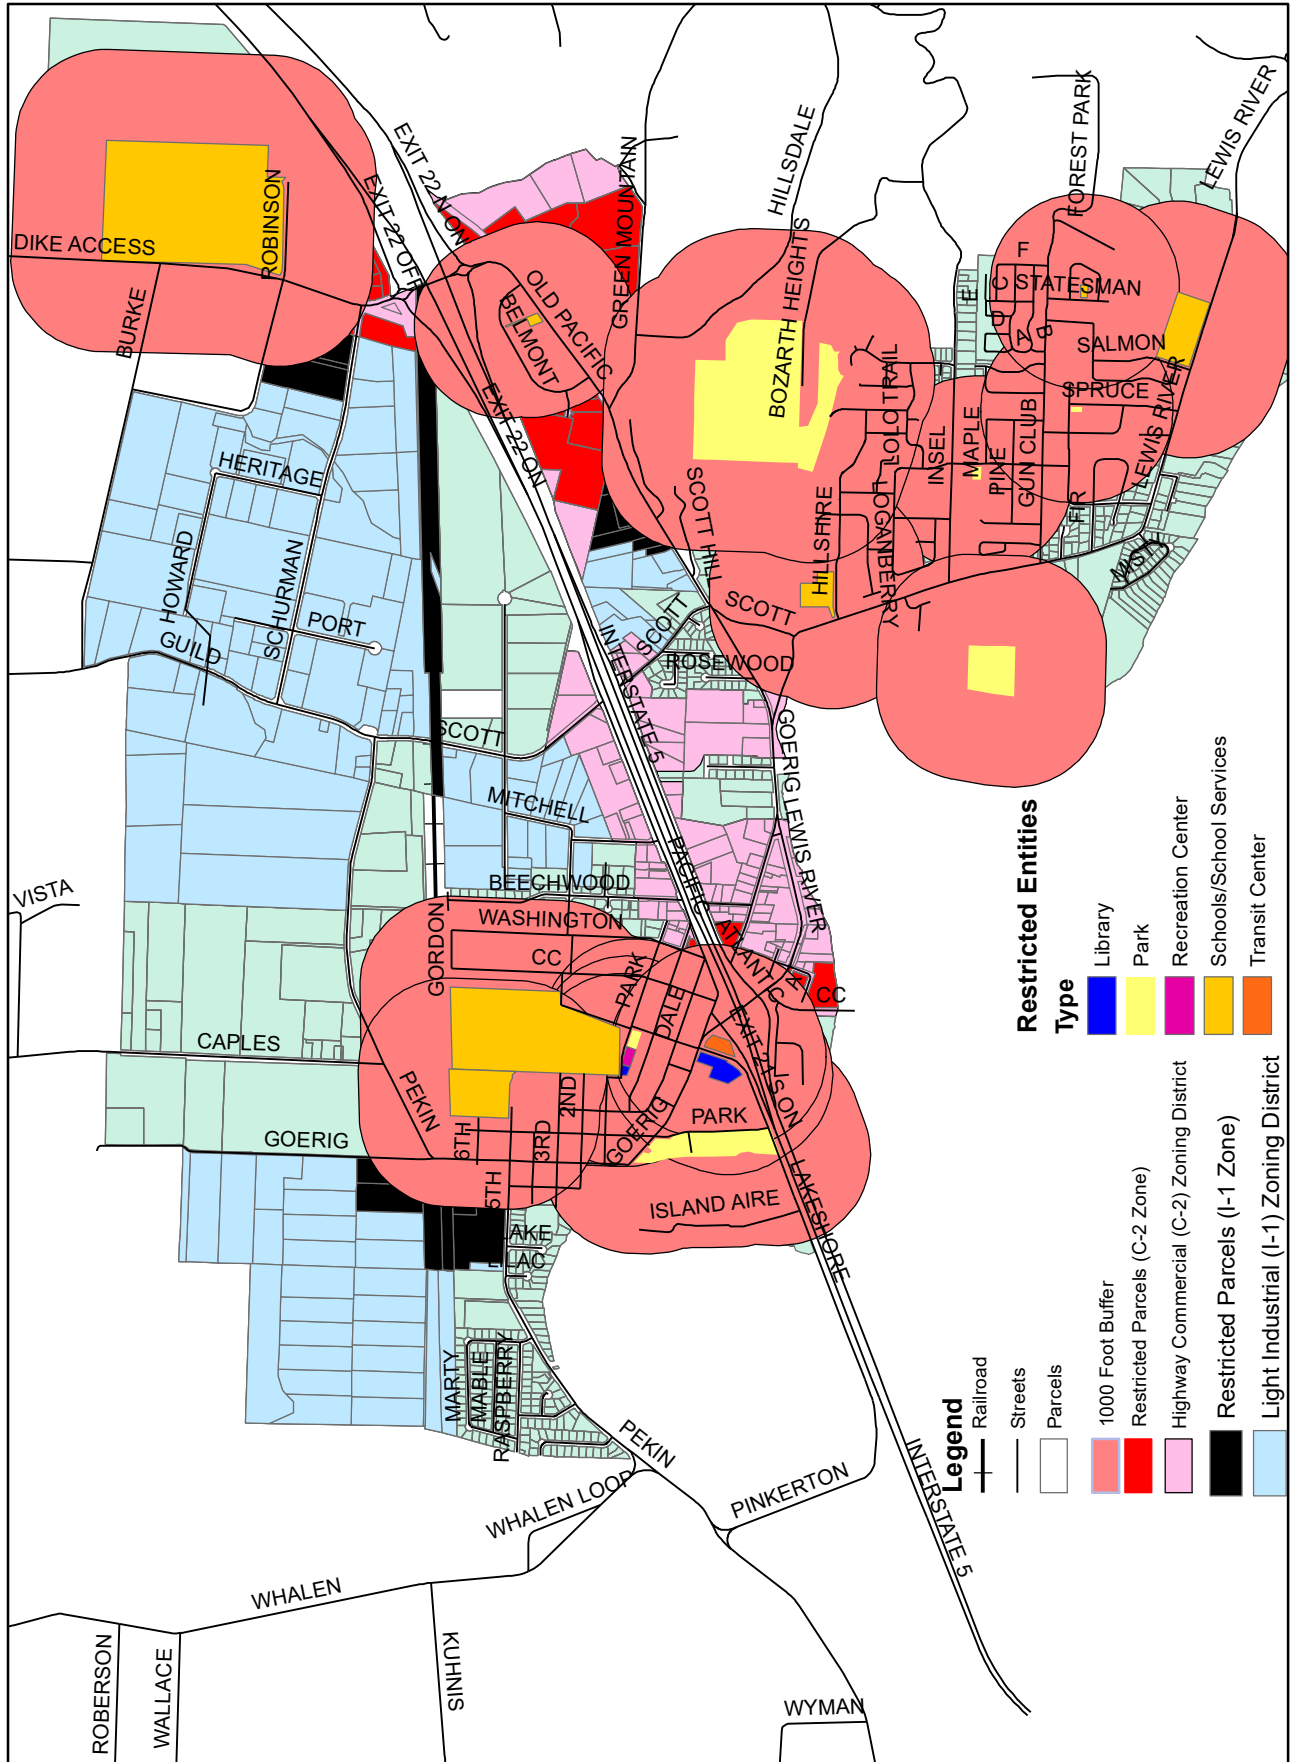 DIKE ACCESS
ROBINSON
BURKE
EXIT 22 N ON
EXIT 22 OFF
GREEN MOUNTAIN
HILLSDALE
FOREST PARK
LEWIS RIVER
OLD PACIFIC
BELMONT
BOZARTH HEIGHTS
F
E
C
STATESMAN
D
A
B
SALMON
SPRUCE
LEWIS RIVER
EXIT 22 ON
HERITAGE
HOWARD
SCHURMAN
PORT
GUILD
SCOTT HILL
HILLSHIRE
LOLO TRAIL
LOGANBERRY
INSEL
MAPLE
PINE
GUN CLUB
FIR
LEWIS RIVER
MISTY
SCOTT
SCOTT
ROSEWOOD
INTERSTATE 5
SCOTT
MITCHELL
GOERIG
LEWIS RIVER
PACIFIC
BEECHWOOD
WASHINGTON
VISTA
GORDON
CC
PARK
DALE
ATLANTIC
A
CC
CAPLES
PEKIN
GOERIG
6TH
5TH
3RD
2ND
GOERIG
PARK
EXIT 21 S ON
ISLAND AIRE
LAKESHORE
LAKE
LILAC
MARTY
MABLE
RASPBERRY
PEKIN
WHALEN LOOP
PINKERTON
INTERSTATE 5
WHALEN
KUHNIS
ROBERSON
WALLACE
WYMAN
Restricted Entities
Type
Library
Park
Recreation Center
Schools/School Services
Transit Center
Legend
Railroad
Streets
Parcels
1000 Foot Buffer
Restricted Parcels (C-2 Zone)
Highway Commercial (C-2) Zoning District
Restricted Parcels (I-1 Zone)
Light Industrial (I-1) Zoning District